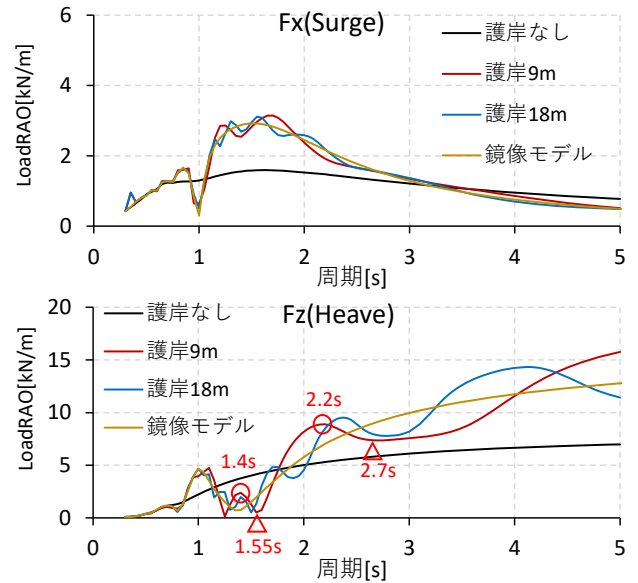 Fx(Surge)
6
4
2
0
LoadRAO[kN/m]
護岸なし
護岸9m
護岸18m
鏡像モデル
0
1
2
3
4
5
周期[s]
Fz(Heave)
20
15
10
5
0
LoadRAO[kN/m]
護岸なし
護岸9m
護岸18m
鏡像モデル
2.2s
1.4s
2.7s
1.55s
0
1
2
3
4
5
周期[s]